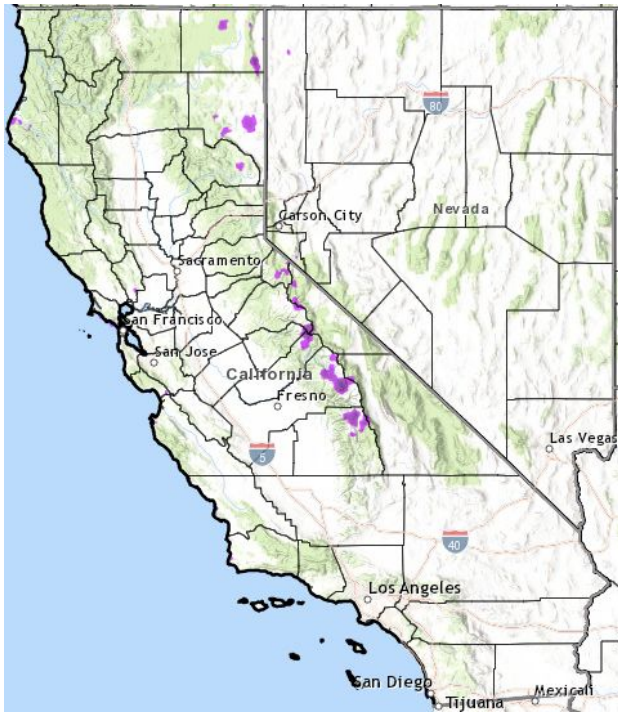 80
Carson City
Nevada
Sacramento
San Francisco
San Jose
California
Fresno
Las Vegas
5
40
Los Angeles
San Diego
Mexicali
Tijuana